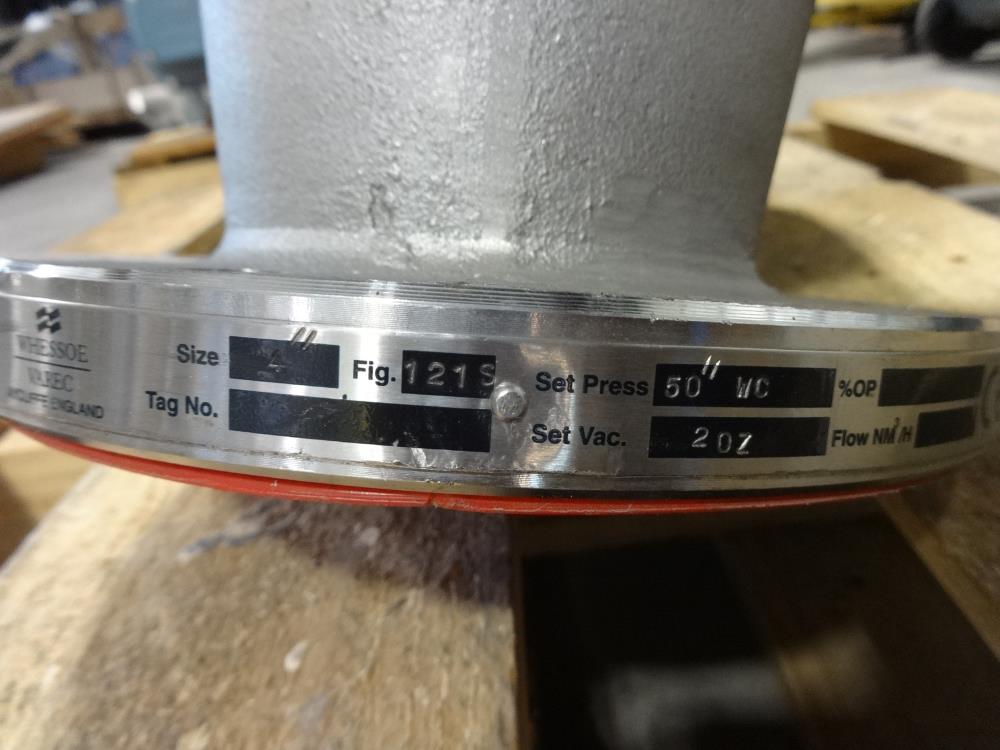 WHESSOE
VAREC
AYCLIFFE, ENGLAND
Size 4" Fig. 121S
Tag No.
Set Press 50" WC %OP
Set Vac. 2OZ Flow NM³/H